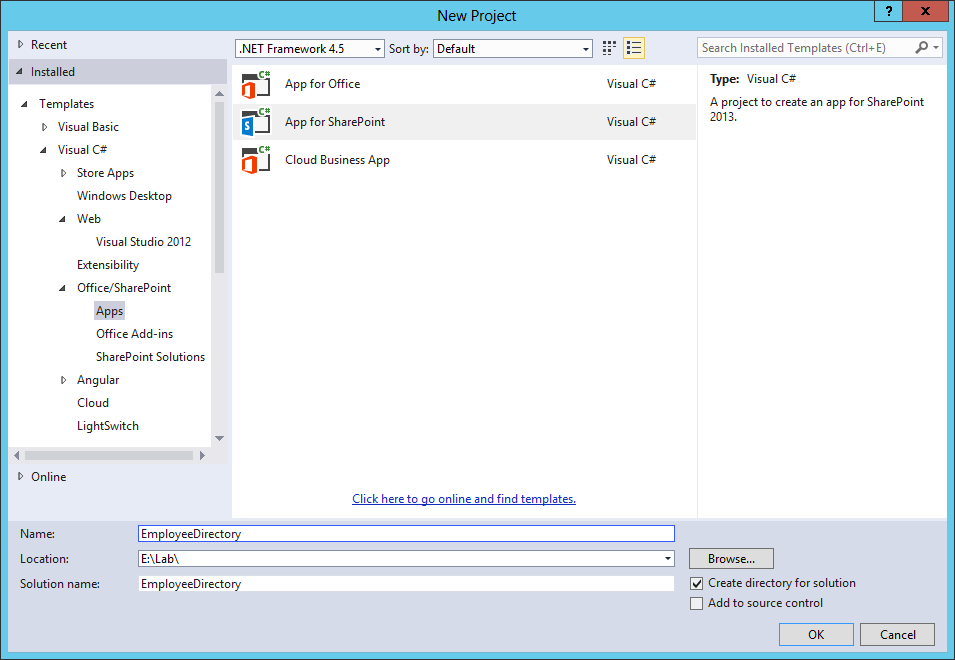 New Project
?
x
Recent
Installed
Templates
Visual Basic
Visual C#
Store Apps
Windows Desktop
Web
Visual Studio 2012
Extensibility
Office/SharePoint
Apps
Office Add-ins
SharePoint Solutions
Angular
Cloud
LightSwitch
Online
.NET Framework 4.5
Sort by:
Default
Search Installed Templates (Ctrl+E)
C#
App for Office
Visual C#
C#
S
App for SharePoint
Visual C#
C#
Cloud Business App
Visual C#
Click here to go online and find templates.
Type: Visual C#
A project to create an app for SharePoint
2013.
Name:
EmployeeDirectory
Location:
E:\Lab\
Browse...
Solution name:
EmployeeDirectory
Create directory for solution
Add to source control
OK
Cancel